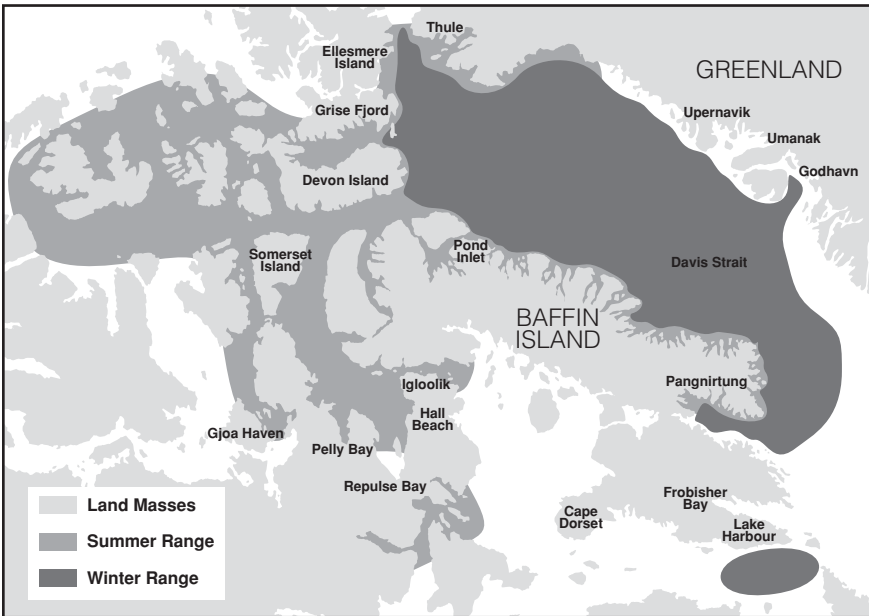 Thule
Ellesmere
Island
GREENLAND
Grise Fjord
Upernavik
Umanak
Godhavn
Devon Island
Somerset
Island
Pond
Inlet
Davis Strait
BAFFIN
ISLAND
Igloolik
Pangnirtung
Hall
Beach
Gjoa Haven
Pelly Bay
Repulse Bay
Frobisher
Bay
Cape
Dorset
Lake
Harbour
Land Masses
Summer Range
Winter Range